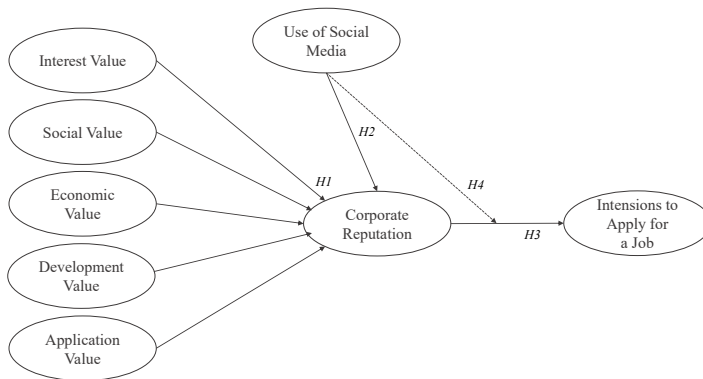 Use of Social
Media
Interest Value
Social Value
H2
H1
H4
Economic
Value
Corporate
Reputation
H3
Intensions to
Apply for
a Job
Development
Value
Application
Value